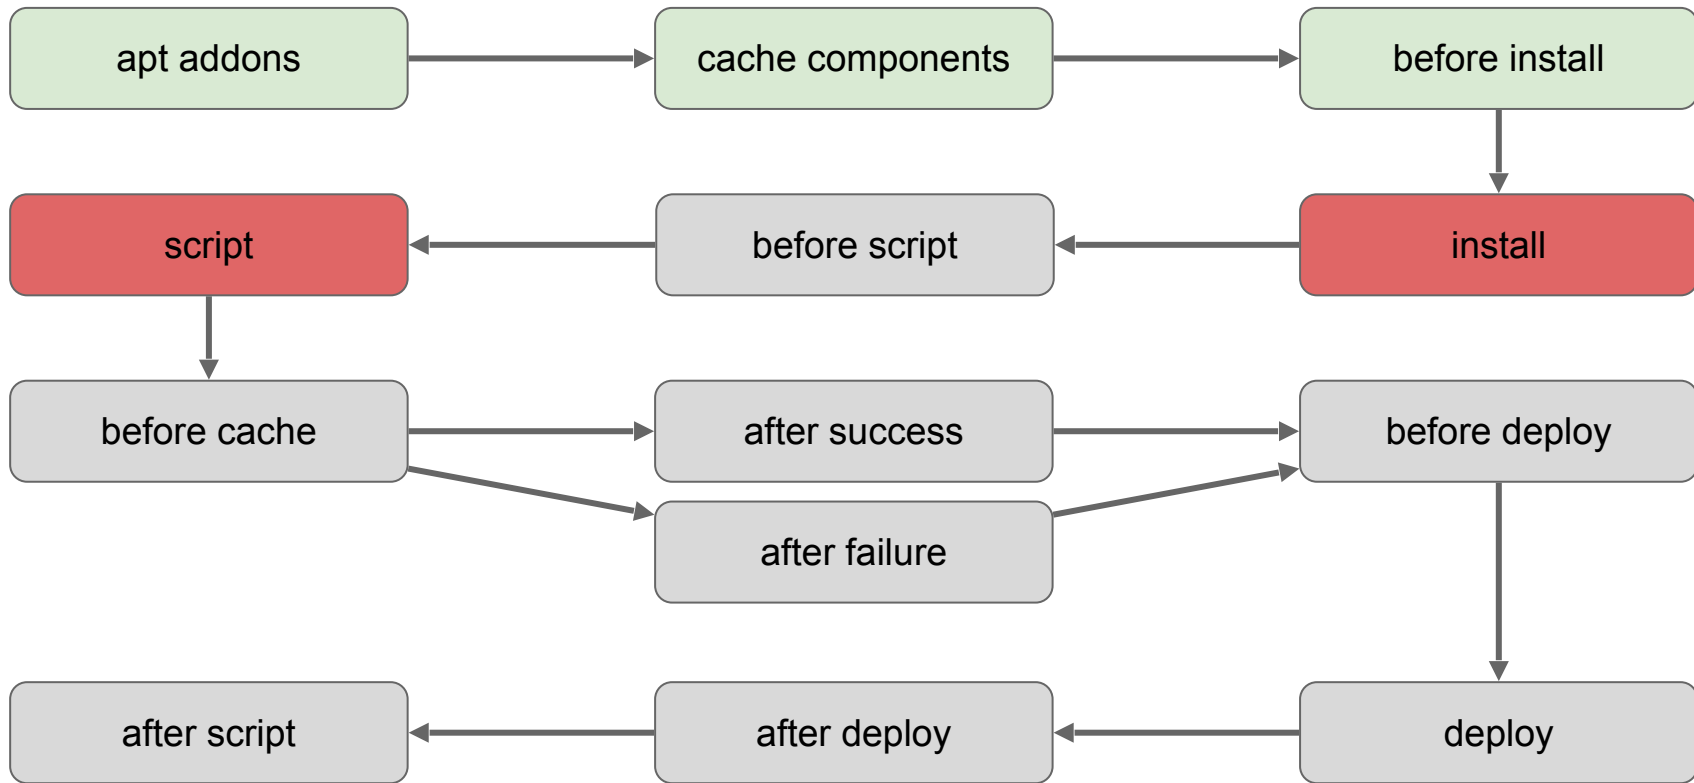 apt addons
cache components
before install
script
before script
install
before cache
after success
before deploy
after failure
after script
after deploy
deploy